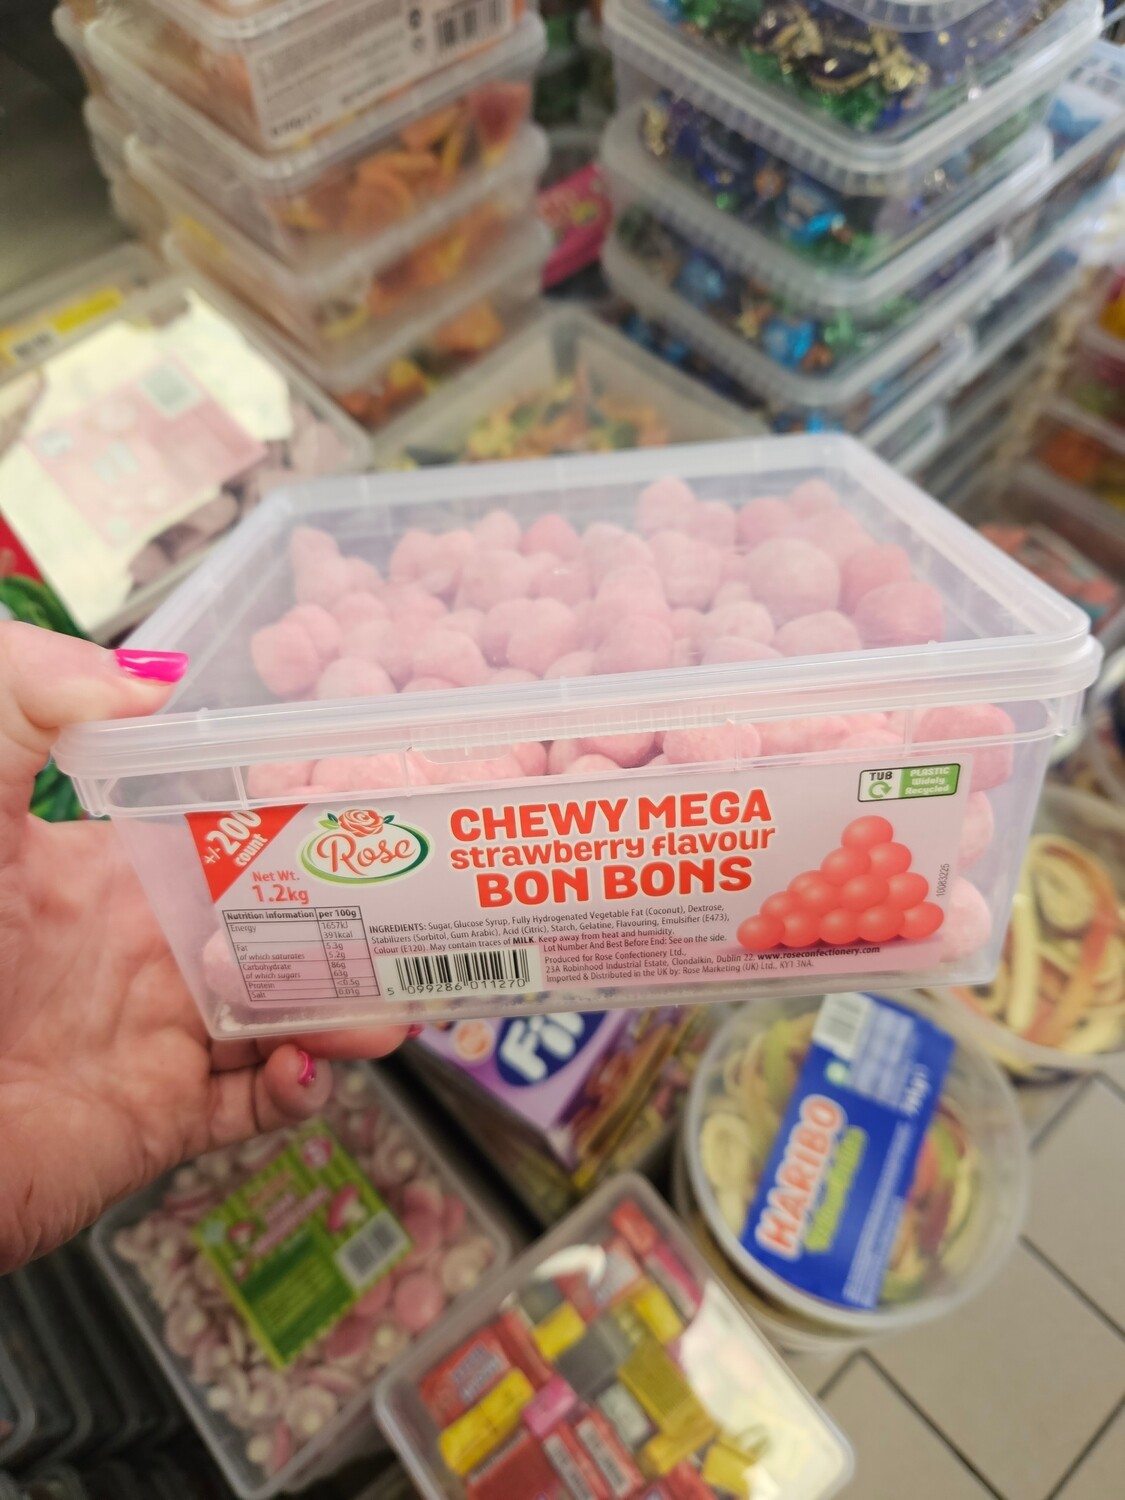 +/- 200
count
Rose
Net Wt.
1.2kg
CHEWY MEGA
strawberry flavour
BON BONS
TUB
PLASTIC
Widely
Recycled
10083225
Nutrition information per 100g
Energy 1657kJ
391kcal
Fat 5.3g
of which saturates 5.2g
Carbohydrate 86g
of which sugars 63g
Protein <0.5g
Salt 0.01g
INGREDIENTS: Sugar, Glucose Syrup, Fully Hydrogenated Vegetable Fat (Coconut), Dextrose,
Stabilizers (Sorbitol, Gum Arabic), Acid (Citric), Starch, Gelatine, Flavouring, Emulsifier (E473),
Colour (E120). May contain traces of MILK. Keep away from heat and humidity.
Lot Number And Best Before End: See on the side.
Produced for Rose Confectionery Ltd.,
23A Robinhood Industrial Estate, Clondalkin, Dublin 22. www.roseconfectionery.com
Imported & Distributed in the UK by: Rose Marketing (UK) Ltd., KY1 3NA.
5 099286 011270
HARIBO